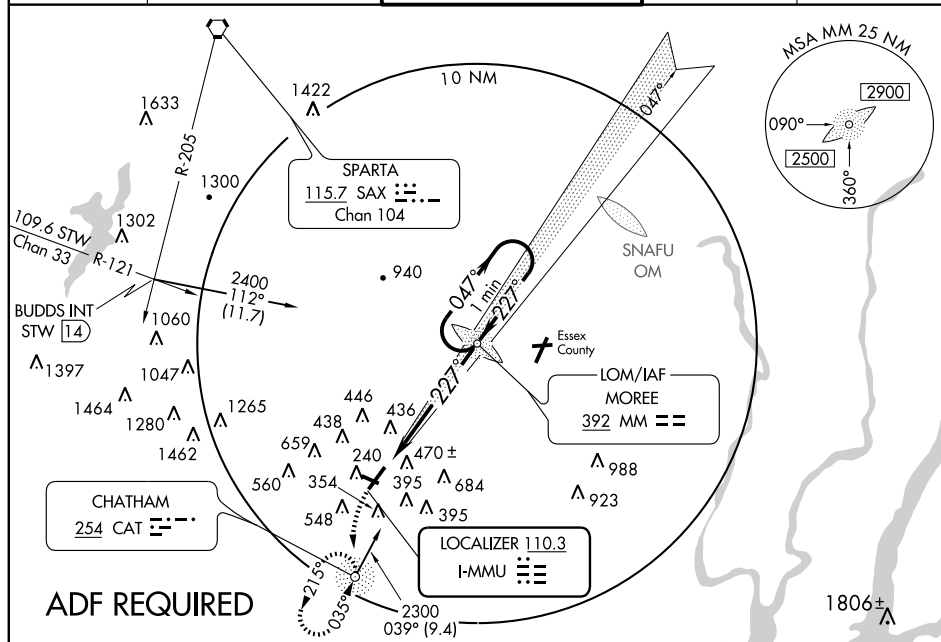 MSA MM 25 NM
2900
090°
2500
360°
10 NM
047°
1633
1422
R-205
SPARTA
115.7 SAX
Chan 104
1300
SNAFU
OM
109.6 STW
Chan 33
R-121
1302
2400
112°
(11.7)
940
047°
1 min
227°
BUDDS INT
STW 14
1060
Essex
County
1397
1047
227°
LOM/IAF
MOREE
392 MM
1464
1280
1265
1462
446
436
438
659
240
470±
560
354
395
684
988
923
548
395
CHATHAM
254 CAT
LOCALIZER 110.3
I-MMU
215°
035°
2300
039° (9.4)
ADF REQUIRED
1806±